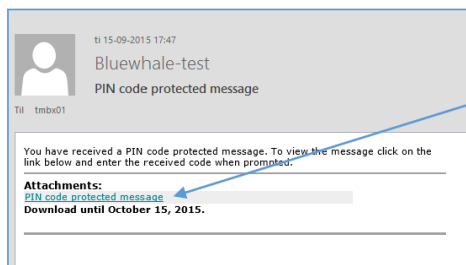 ti 15-09-2015 17:47
Bluewhale-test
PIN code protected message
Til tmbx01
You have received a PIN code protected message. To view the message click on the
link below and enter the received code when prompted.
Attachments:
PIN code protected message
Download until October 15, 2015.